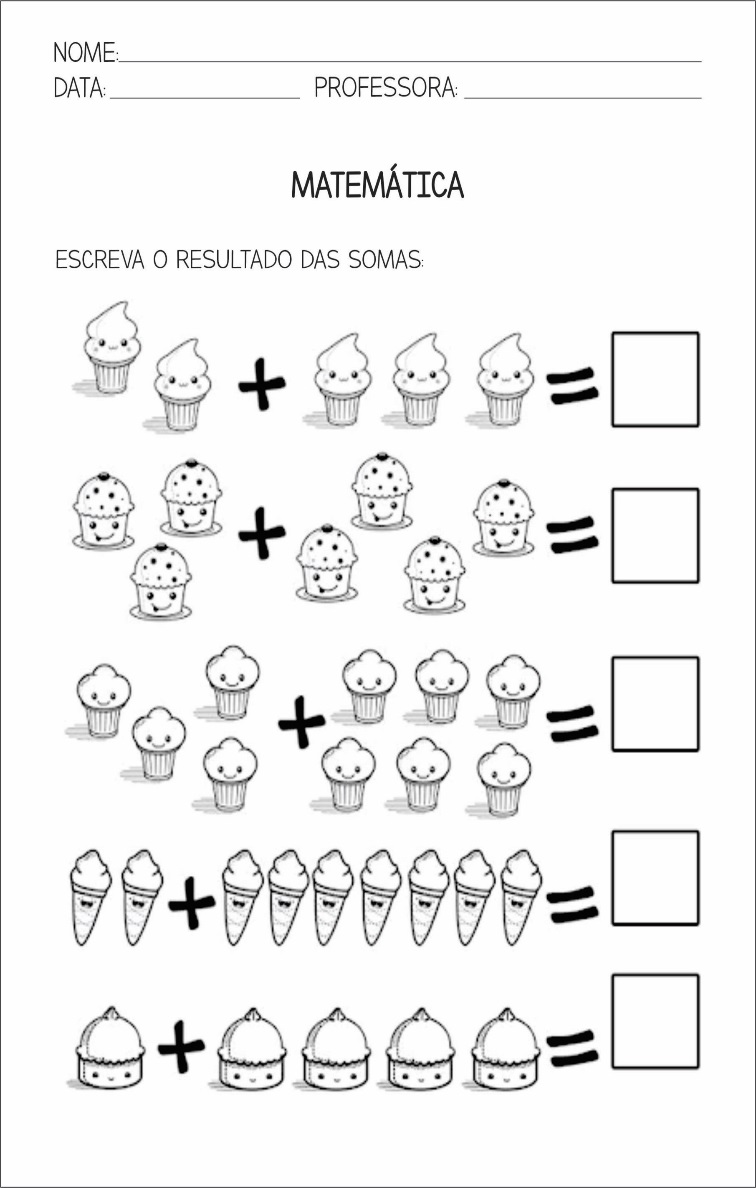 NOME:
DATA: PROFESSORA:
MATEMÁTICA
ESCREVA O RESULTADO DAS SOMAS:
+ =
+ =
+ =
+ =
+ =